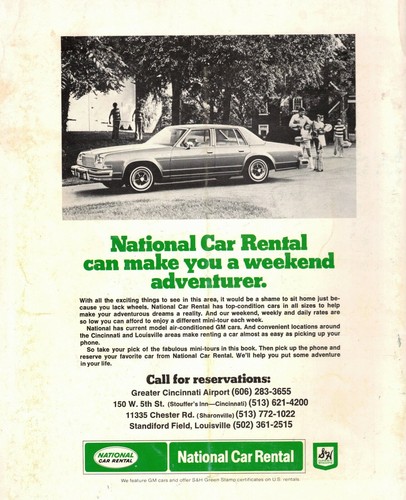 National Car Rental
can make you a weekend
adventurer.
With all the exciting things to see in this area, it would be a shame to sit home just be-
cause you lack wheels. National Car Rental has top-condition cars in all sizes to help
make your adventurous dreams a reality. And our weekend, weekly and daily rates are
so low you can afford to enjoy a different mini-tour each week.
National has current model air-conditioned GM cars. And convenient locations around
the Cincinnati and Louisville areas make renting a car almost as easy as picking up your
phone.
So take your pick of the fabulous mini-tours in this book. Then pick up the phone and
reserve your favorite car from National Car Rental. We'll help you put some adventure
in your life.
Call for reservations:
Greater Cincinnati Airport (606) 283-3655
150 W. 5th St. (Stouffer's Inn—Cincinnati) (513) 621-4200
11335 Chester Rd. (Sharonville) (513) 772-1022
Standiford Field, Louisville (502) 361-2515
NATIONAL
CAR RENTAL
National Car Rental
S&H
We feature GM cars and offer S&H Green Stamp certificates on U.S. rentals.